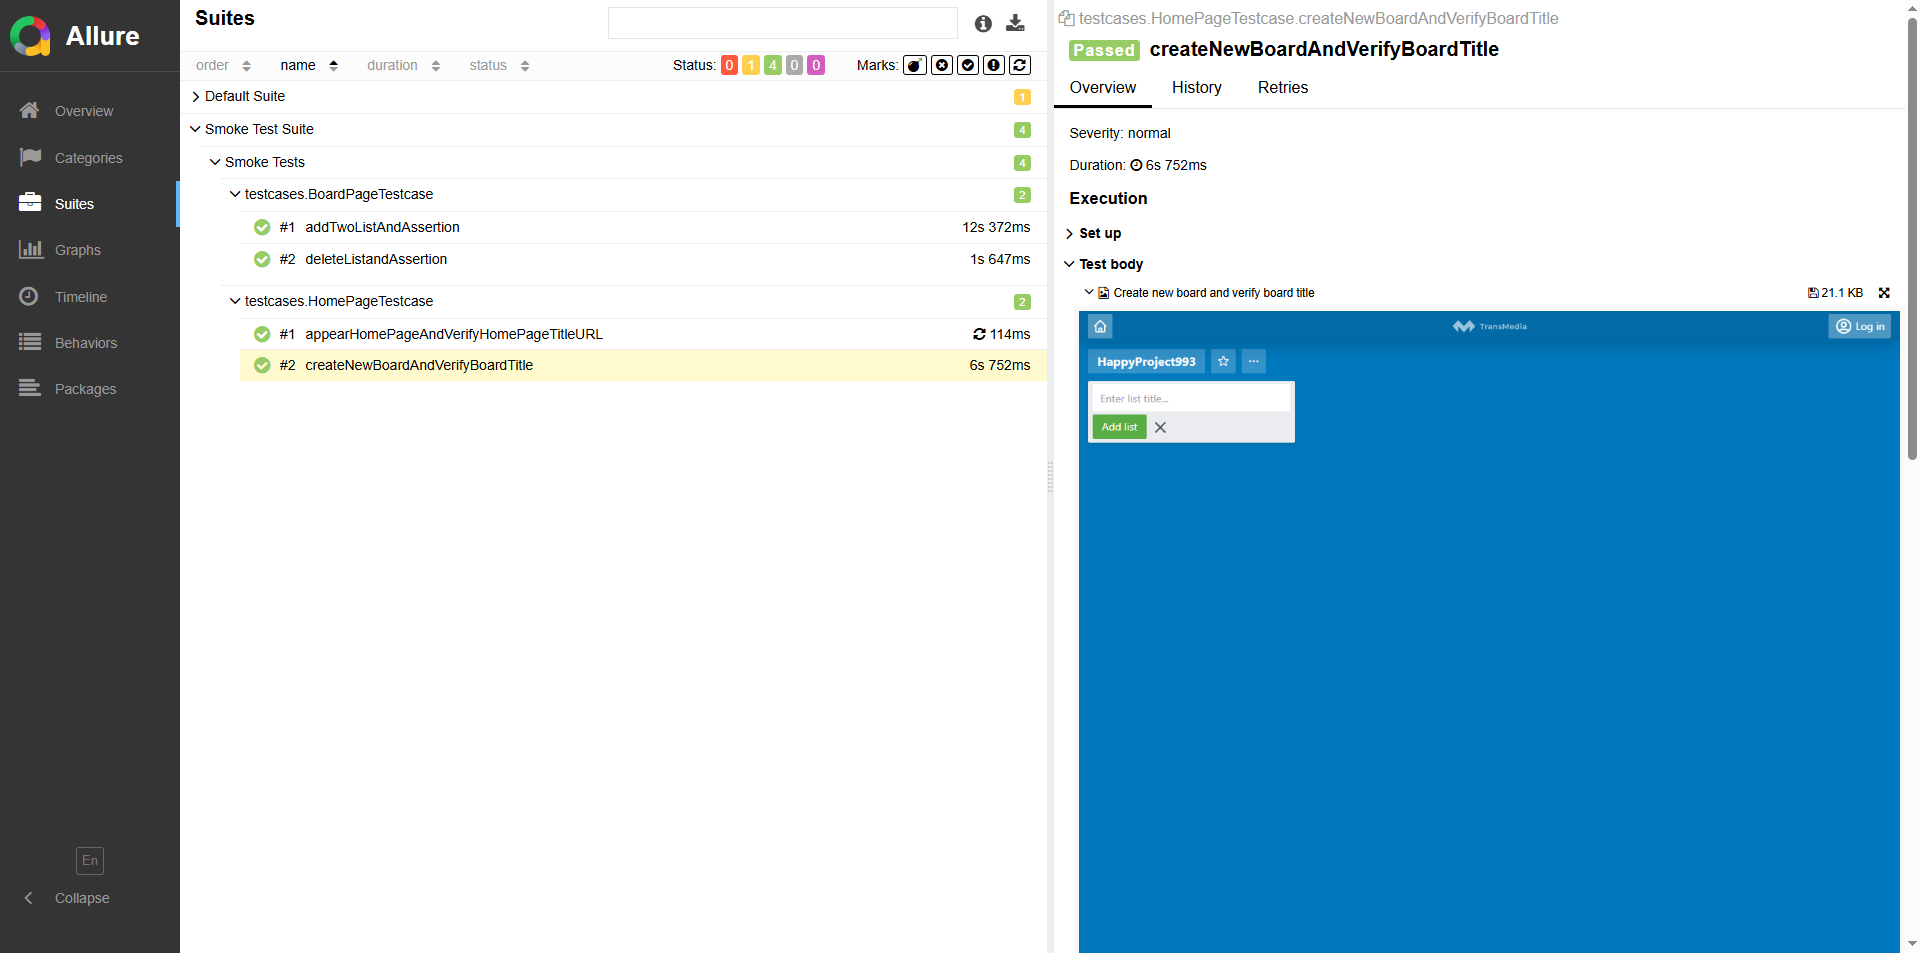 Allure
Overview
Categories
Suites
Graphs
Timeline
Behaviors
Packages
En
Collapse
Suites
order name duration status Status: 0 1 4 0 0 Marks:
Default Suite 1
Smoke Test Suite 4
Smoke Tests 4
testcases.BoardPageTestcase 2
#1 addTwoListAndAssertion 12s 372ms
#2 deleteListandAssertion 1s 647ms
testcases.HomePageTestcase 2
#1 appearHomePageAndVerifyHomePageTitleURL 114ms
#2 createNewBoardAndVerifyBoardTitle 6s 752ms
testcases.HomePageTestcase.createNewBoardAndVerifyBoardTitle
Passed createNewBoardAndVerifyBoardTitle
Overview History Retries
Severity: normal
Duration: 6s 752ms
Execution
Set up
Test body
Create new board and verify board title 21.1 KB
TransMedia Log in
HappyProject993 ...
Enter list title...
Add list